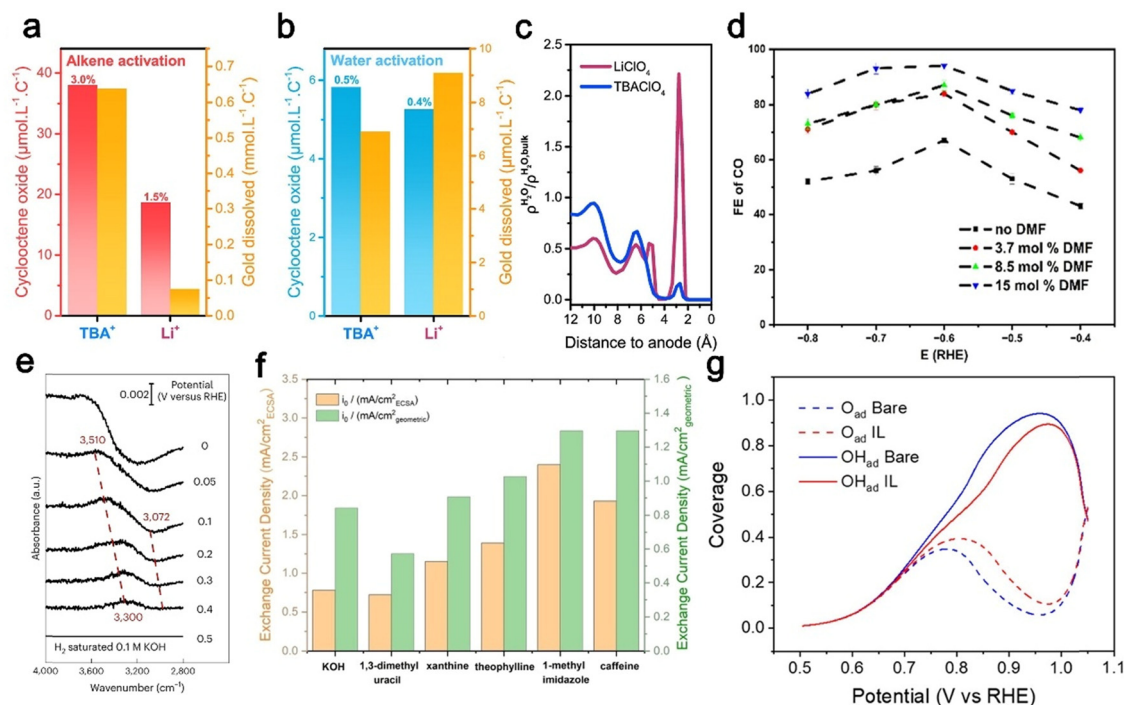 a
Alkene activation
3.0%
1.5%
Cyclooctene oxide (μmol.L⁻¹.C⁻¹)
40
30
20
10
0
Gold dissolved (mmol.L⁻¹.C⁻¹)
0.7
0.6
0.5
0.4
0.3
0.2
0.1
0.0
TBA⁺ Li⁺
b
Water activation
0.5%
0.4%
Cyclooctene oxide (μmol.L⁻¹.C⁻¹)
6
4
2
0
Gold dissolved (μmol.L⁻¹.C⁻¹)
10
8
6
4
2
0
TBA⁺ Li⁺
c
LiClO₄
TBAClO₄
ρᴴ²ᴼ/ρᴴ²ᴼ,bulk
2.5
2.0
1.5
1.0
0.5
0.0
12 10 8 6 4 2 0
Distance to anode (Å)
d
FE of CO
100
80
60
40
20
0
no DMF
3.7 mol % DMF
8.5 mol % DMF
15 mol % DMF
−0.8 −0.7 −0.6 −0.5 −0.4
E (RHE)
e
0.002
Potential
(V versus RHE)
3,510
3,072
3,300
0
0.05
0.1
0.2
0.3
0.4
0.5
Absorbance (a.u.)
H₂ saturated 0.1 M KOH
4,000 3,600 3,200 2,800
Wavenumber (cm⁻¹)
f
i₀ / (mA/cm²ECSA)
i₀ / (mA/cm²geometric)
Exchange Current Density (mA/cm²ECSA)
3.5
3.0
2.5
2.0
1.5
1.0
0.5
0.0
Exchange Current Density (mA/cm²geometric)
1.6
1.4
1.2
1.0
0.8
0.6
0.4
0.2
0.0
KOH 1,3-dimethyl xanthine theophylline 1-methyl caffeine
uracil imidazole
g
Oad Bare
Oad IL
OHad Bare
OHad IL
Coverage
1.0
0.8
0.6
0.4
0.2
0.0
0.5 0.6 0.7 0.8 0.9 1.0 1.1
Potential (V vs RHE)